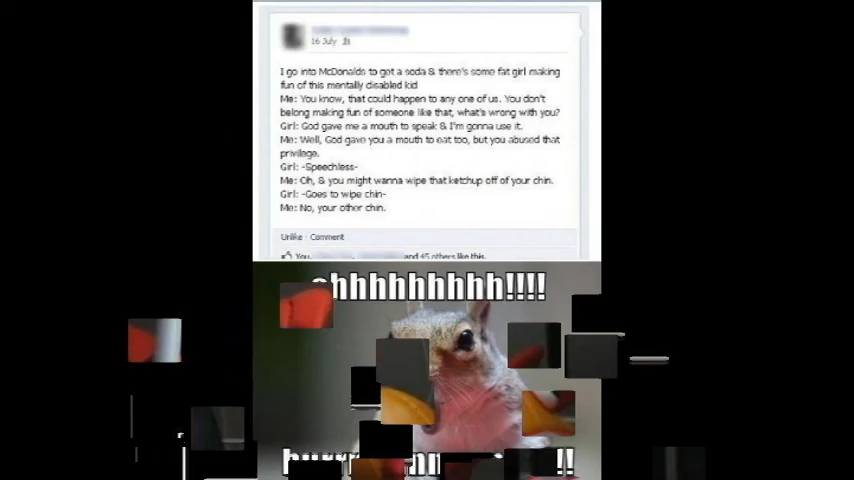 16 July
I go into McDonalds to get a soda & there's some fat girl making
fun of this mentally disabled kid
Me: You know, that could happen to any one of us. You don't
belong making fun of someone like that, what's wrong with you?
Girl: God gave me a mouth to speak & I'm gonna use it.
Me: Well, God gave you a mouth to eat too, but you abused that
privilege.
Girl: -Speechless-
Me: Oh, & you might wanna wipe that ketchup off of your chin.
Girl: -Goes to wipe chin-
Me: No, your other chin.
Unlike · Comment
You, and 45 others like this.
ohhhhhhhhhh!!!!